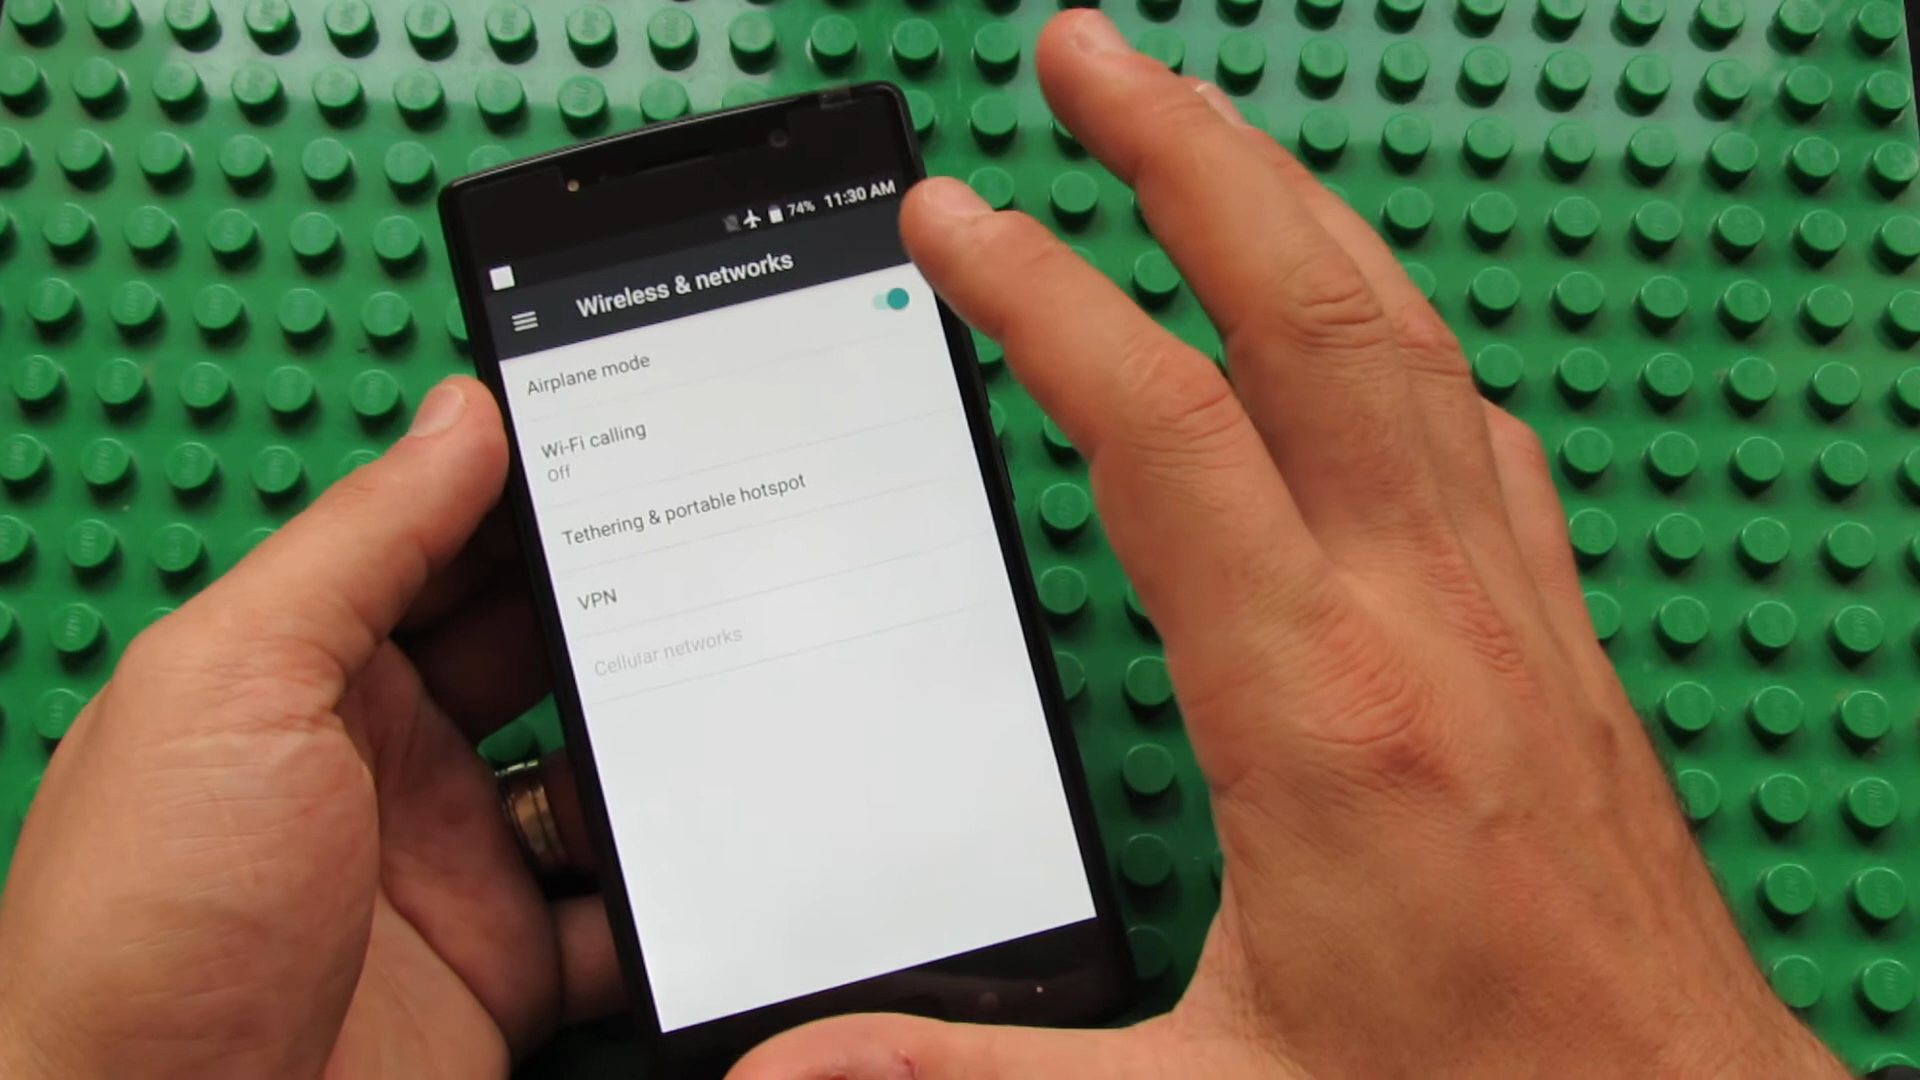 74% 11:30 AM
Wireless & networks
Airplane mode
Wi-Fi calling
Off
Tethering & portable hotspot
VPN
Cellular networks